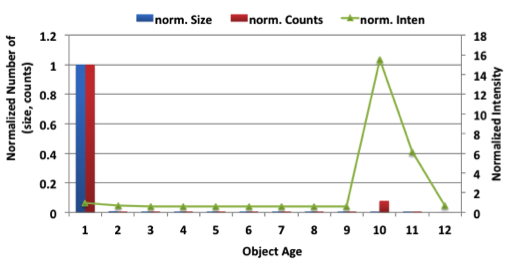 norm. Size norm. Counts norm. Inten
Normalized Number of
(size, counts)
1.2
1
0.8
0.6
0.4
0.2
0
18
16
14
12
10
8
6
4
2
0
Normalized Intensity
1 2 3 4 5 6 7 8 9 10 11 12
Object Age